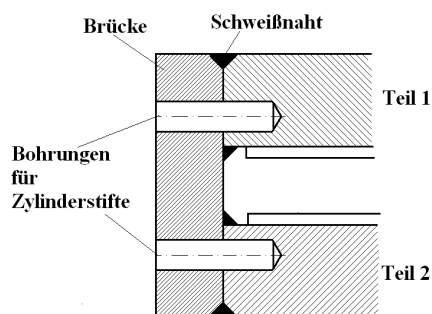 Schweißnaht
Brücke
Teil 1
Bohrungen
für
Zylinderstifte
Teil 2